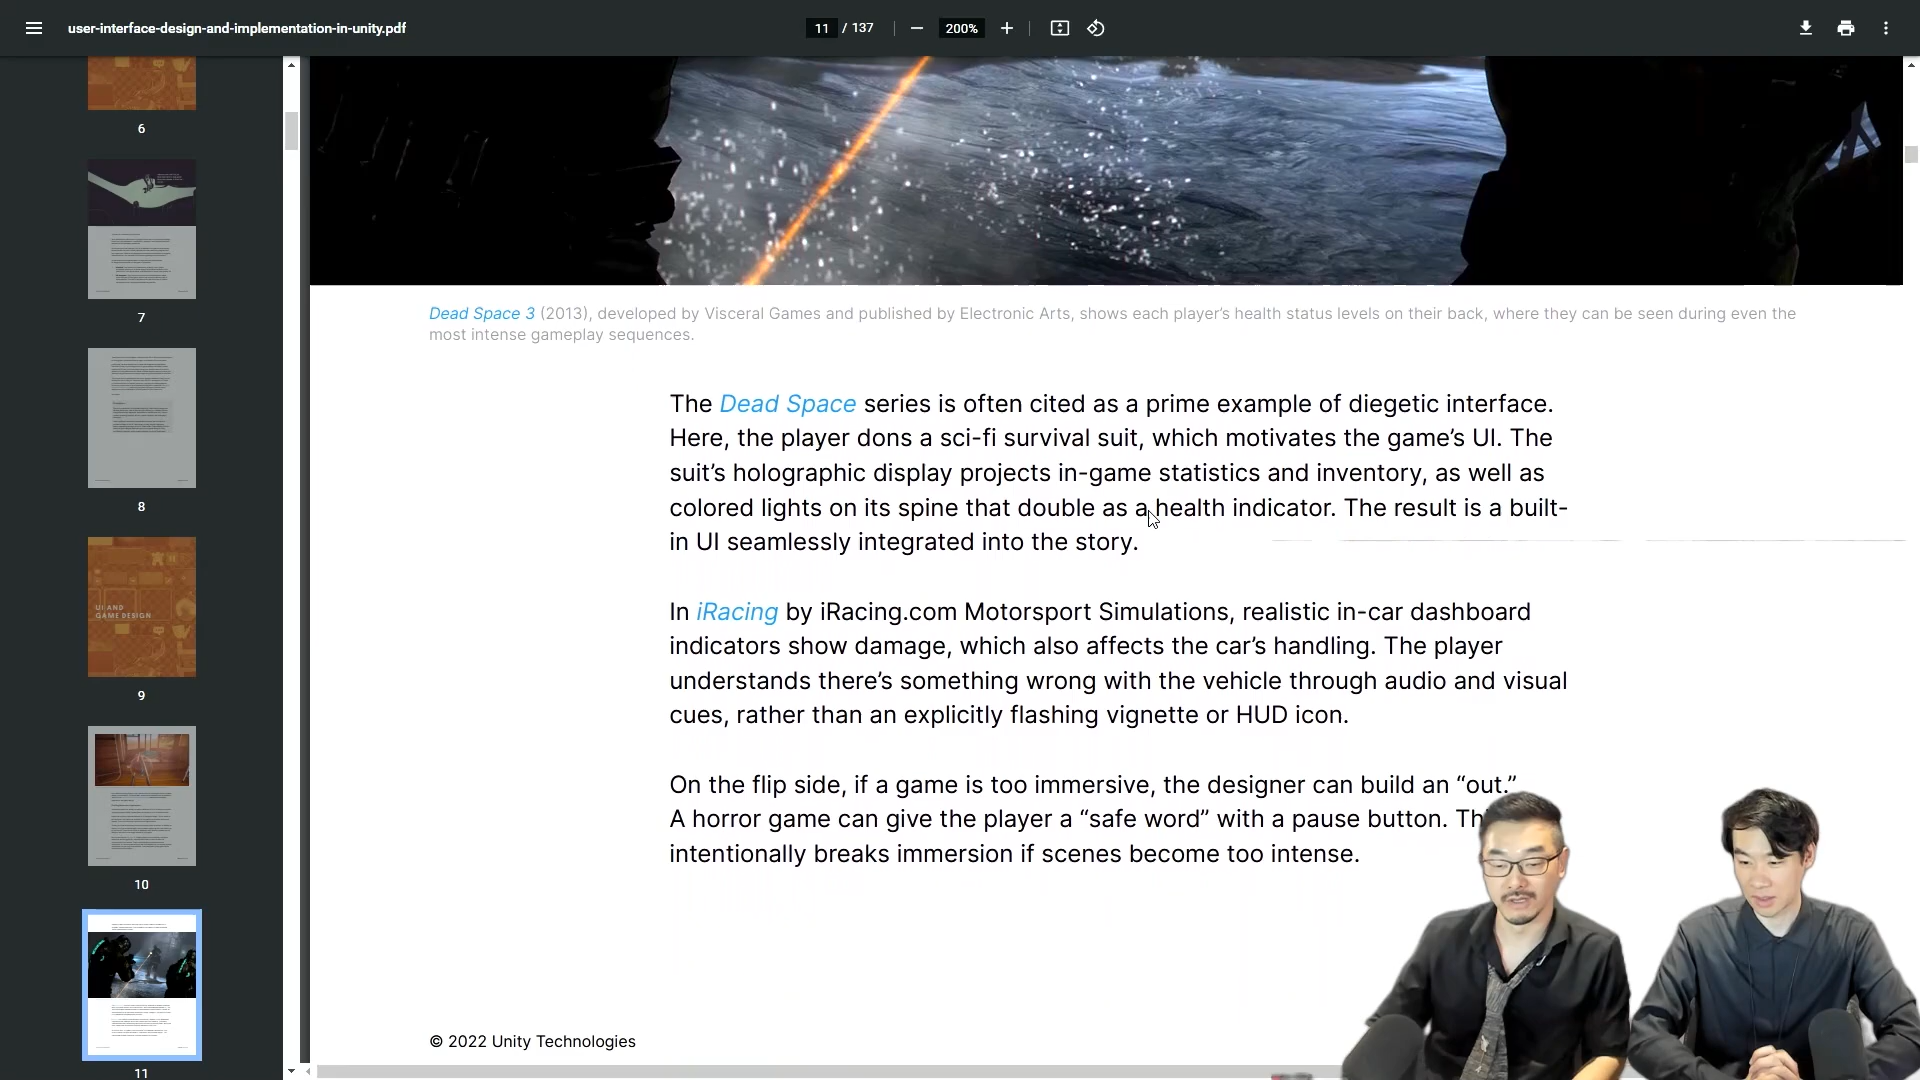 user-interface-design-and-implementation-in-unity.pdf
11 / 137
200%
6
7
8
UI AND
GAME DESIGN
9
10
11
Dead Space 3 (2013), developed by Visceral Games and published by Electronic Arts, shows each player’s health status levels on their back, where they can be seen during even the
most intense gameplay sequences.
The Dead Space series is often cited as a prime example of diegetic interface.
Here, the player dons a sci-fi survival suit, which motivates the game’s UI. The
suit’s holographic display projects in-game statistics and inventory, as well as
colored lights on its spine that double as a health indicator. The result is a built-
in UI seamlessly integrated into the story.
In iRacing by iRacing.com Motorsport Simulations, realistic in-car dashboard
indicators show damage, which also affects the car’s handling. The player
understands there’s something wrong with the vehicle through audio and visual
cues, rather than an explicitly flashing vignette or HUD icon.
On the flip side, if a game is too immersive, the designer can build an “out.”
A horror game can give the player a “safe word” with a pause button.
intentionally breaks immersion if scenes become too intense.
© 2022 Unity Technologies